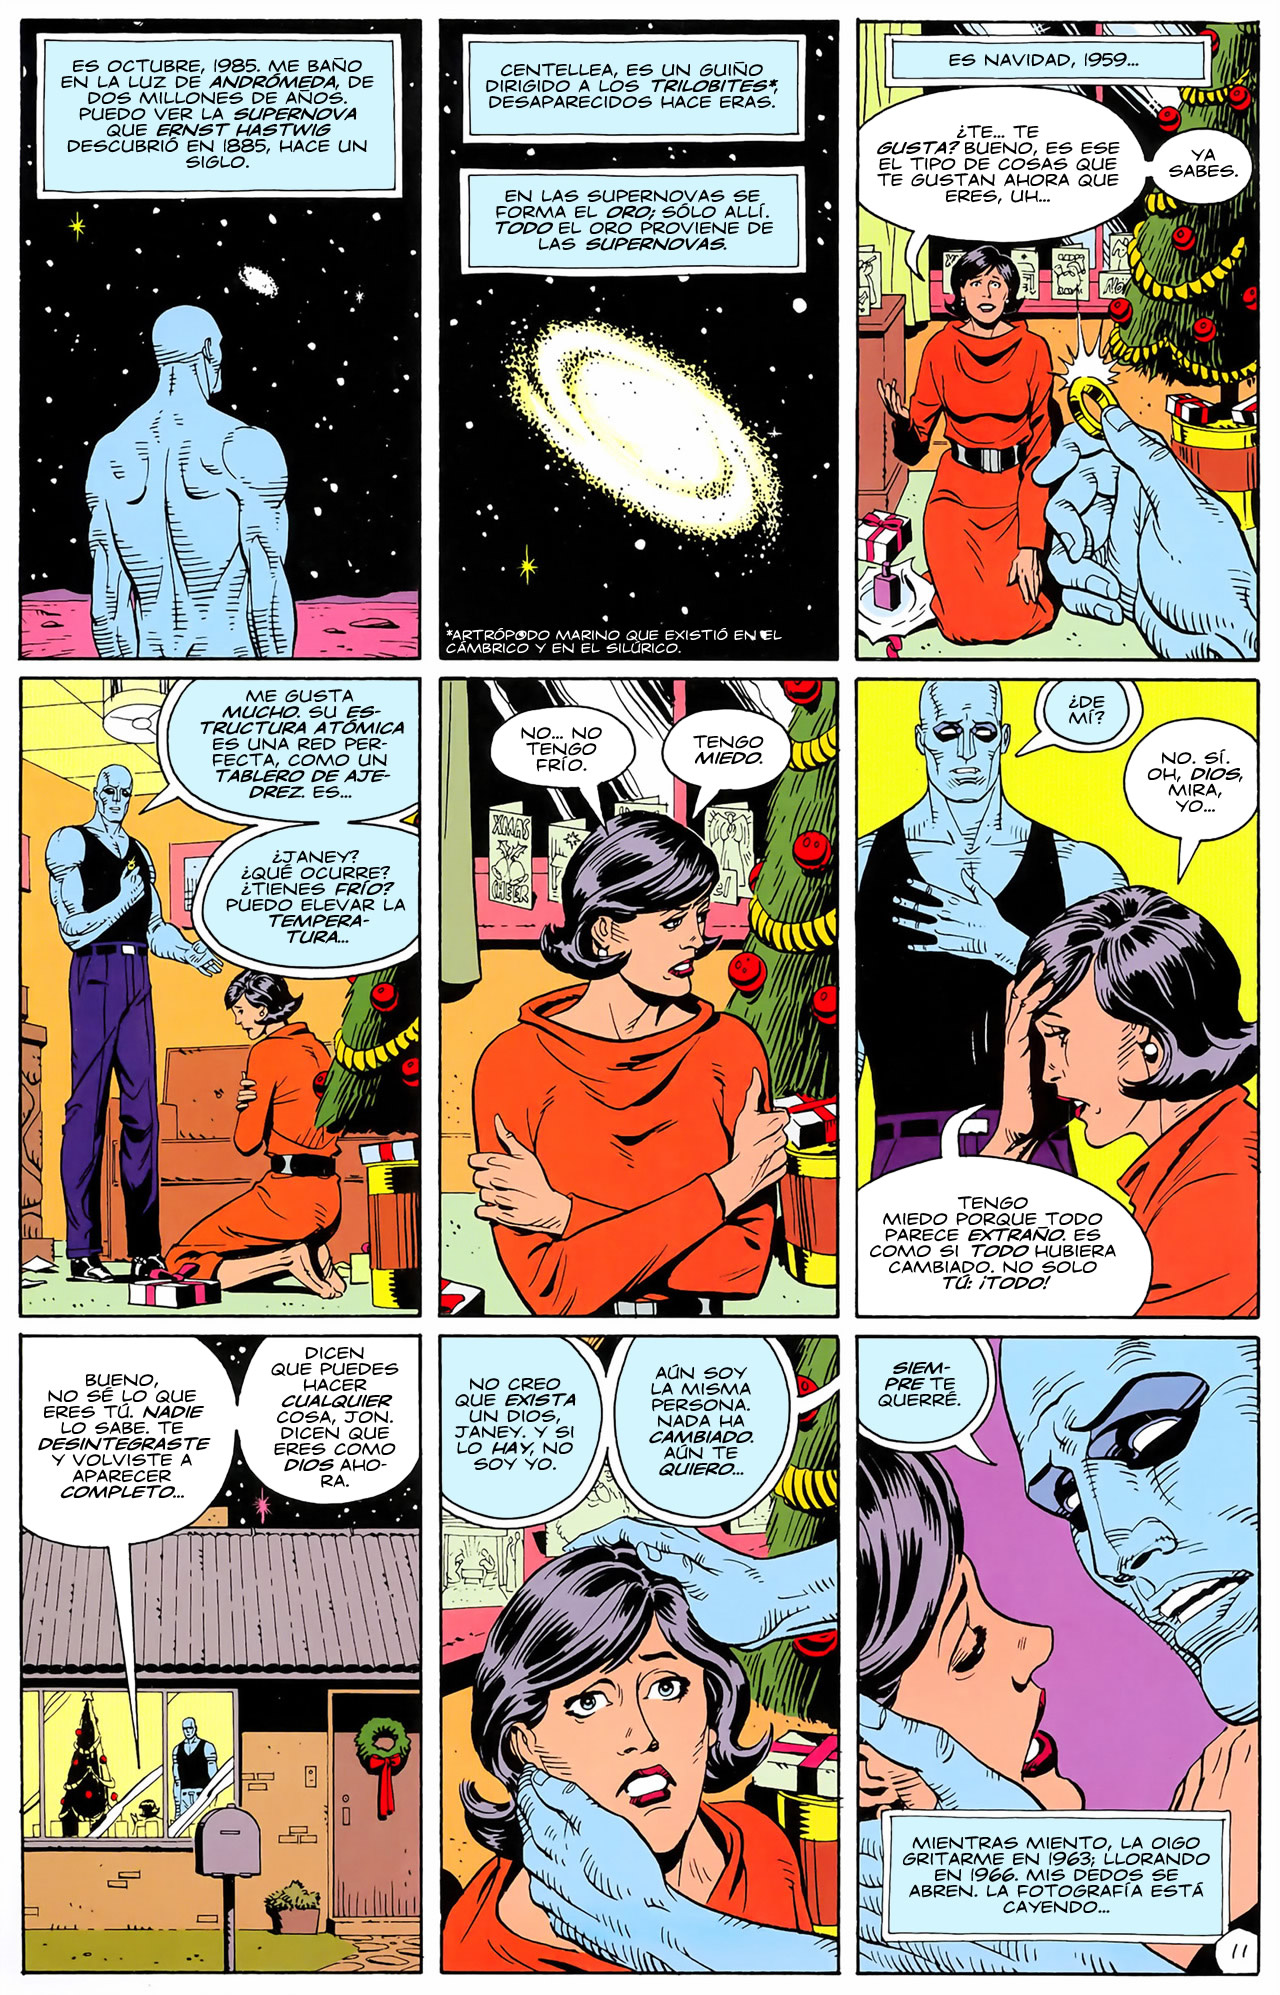 ES OCTUBRE, 1985. ME BAÑO
EN LA LUZ DE ANDRÓMEDA, DE
DOS MILLONES DE AÑOS.
PUEDO VER LA SUPERNOVA
QUE ERNST HASTWIG
DESCUBRIÓ EN 1885, HACE UN
SIGLO.
CENTELLEA, ES UN GUIÑO
DIRIGIDO A LOS TRILOBITES*,
DESAPARECIDOS HACE ERAS.
EN LAS SUPERNOVAS SE
FORMA EL ORO; SÓLO ALLÍ.
TODO EL ORO PROVIENE DE
LAS SUPERNOVAS.
*ARTRÓPODO MARINO QUE EXISTIÓ EN EL
CÁMBRICO Y EN EL SILÚRICO.
ES NAVIDAD, 1959...
¿TE... TE
GUSTA? BUENO, ES ESE
EL TIPO DE COSAS QUE
TE GUSTAN AHORA QUE
ERES, UH...
YA
SABES.
ME GUSTA
MUCHO. SU ES-
TRUCTURA ATÓMICA
ES UNA RED PER-
FECTA, COMO UN
TABLERO DE AJE-
DREZ. ES...
¿JANEY?
¿QUÉ OCURRE?
¿TIENES FRÍO?
PUEDO ELEVAR LA
TEMPERA-
TURA...
NO... NO
TENGO
FRÍO.
TENGO
MIEDO.
XMAS
CHEER
¿DE
MÍ?
NO. SÍ.
OH, DIOS,
MIRA,
YO...
TENGO
MIEDO PORQUE TODO
PARECE EXTRAÑO. ES
COMO SI TODO HUBIERA
CAMBIADO. NO SOLO
TÚ: ¡TODO!
BUENO,
NO SÉ LO QUE
ERES TÚ. NADIE
LO SABE. TE
DESINTEGRASTE
Y VOLVISTE A
APARECER
COMPLETO...
DICEN
QUE PUEDES
HACER
CUALQUIER
COSA, JON.
DICEN QUE
ERES COMO
DIOS AHO-
RA.
NO CREO
QUE EXISTA
UN DIOS,
JANEY. Y SI
LO HAY, NO
SOY YO.
AÚN SOY
LA MISMA
PERSONA.
NADA HA
CAMBIADO.
AÚN TE
QUIERO...
SIEM-
PRE TE
QUERRÉ.
MIENTRAS MIENTO, LA OIGO
GRITARME EN 1963; LLORANDO
EN 1966. MIS DEDOS SE
ABREN. LA FOTOGRAFÍA ESTÁ
CAYENDO...
11